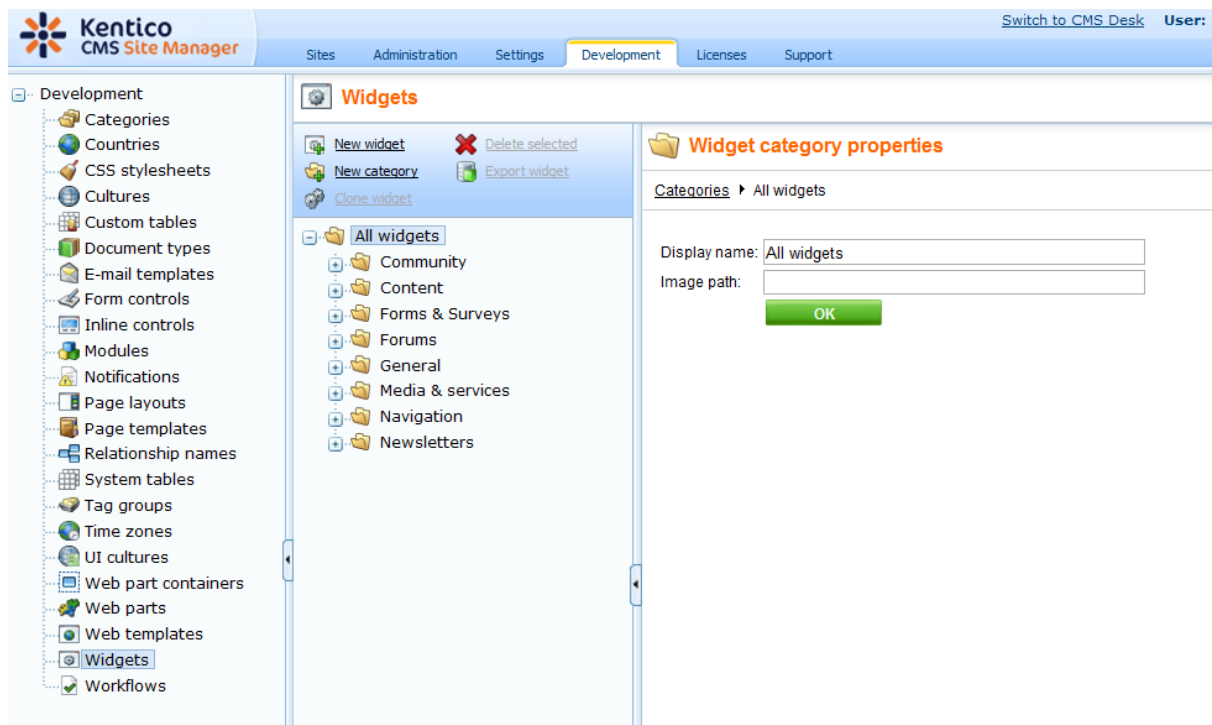 Kentico
CMS Site Manager
Switch to CMS Desk User:
Sites Administration Settings Development Licenses Support
Development
Categories
Countries
CSS stylesheets
Cultures
Custom tables
Document types
E-mail templates
Form controls
Inline controls
Modules
Notifications
Page layouts
Page templates
Relationship names
System tables
Tag groups
Time zones
UI cultures
Web part containers
Web parts
Web templates
Widgets
Workflows
Widgets
New widget Delete selected
New category Export widget
Clone widget
All widgets
Community
Content
Forms & Surveys
Forums
General
Media & services
Navigation
Newsletters
Widget category properties
Categories All widgets
Display name: All widgets
Image path:
OK